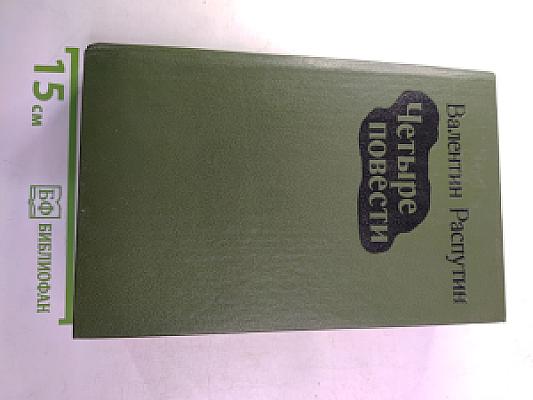 Валентин Распутин
Четыре
повести
15 см
БФ БИБЛИОФАН